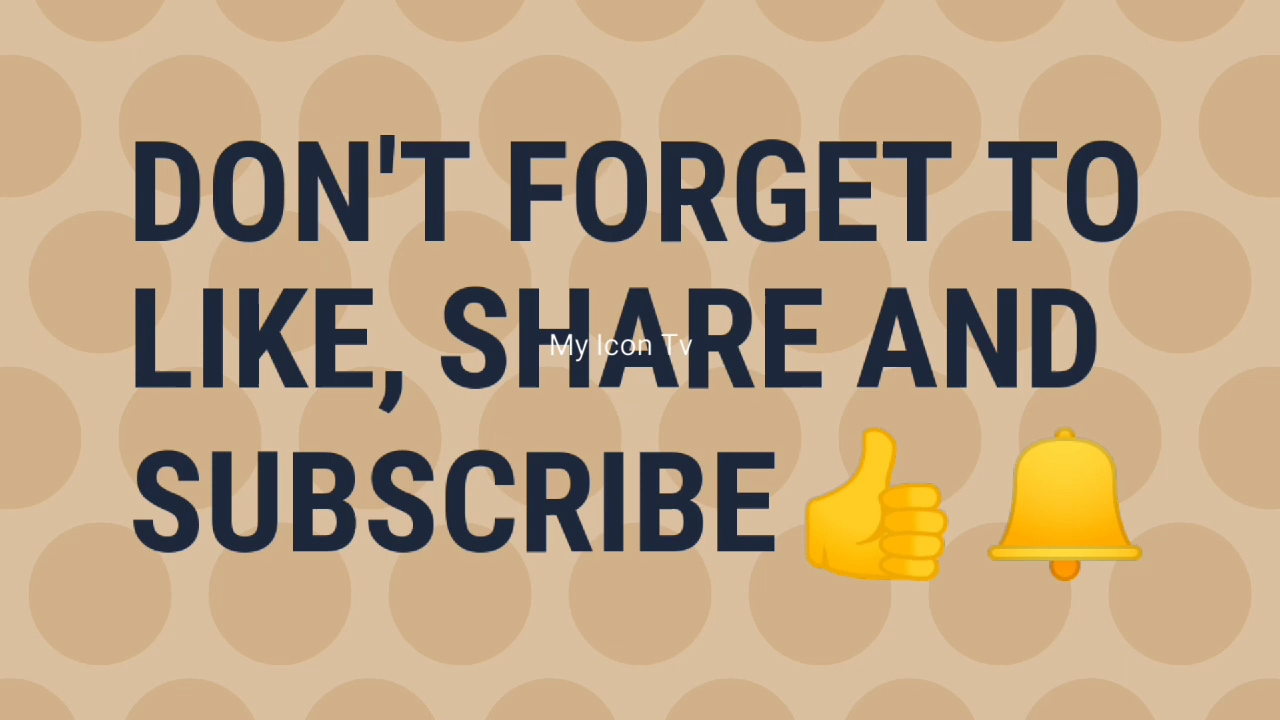 DON'T FORGET TO
LIKE, SHARE AND
My Icon Tv
SUBSCRIBE👍 🔔